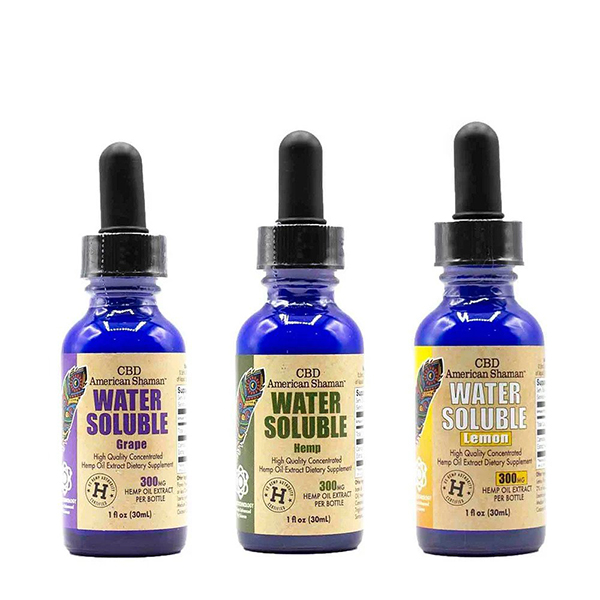 CBD
American Shaman®
WATER
SOLUBLE
Grape
High Quality Concentrated
Hemp Oil Extract Dietary Supplement
300MG
HEMP OIL EXTRACT
PER BOTTLE
H
CERTIFIED
1 fl oz (30mL)
CBD
American Shaman®
WATER
SOLUBLE
Hemp
High Quality Concentrated
Hemp Oil Extract Dietary Supplement
300MG
HEMP OIL EXTRACT
PER BOTTLE
H
CERTIFIED
1 fl oz (30mL)
CBD
American Shaman®
WATER
SOLUBLE
Lemon
High Quality Concentrated
Hemp Oil Extract Dietary Supplement
300MG
HEMP OIL EXTRACT
PER BOTTLE
H
CERTIFIED
1 fl oz (30mL)